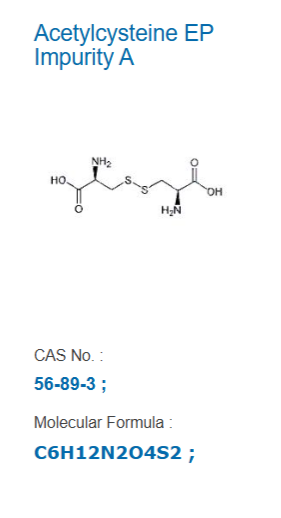 Acetylcysteine EP
Impurity A
NH₂
HO
O
S
S
O
OH
H₂N
CAS No. :
56-89-3 ;
Molecular Formula :
C6H12N2O4S2 ;